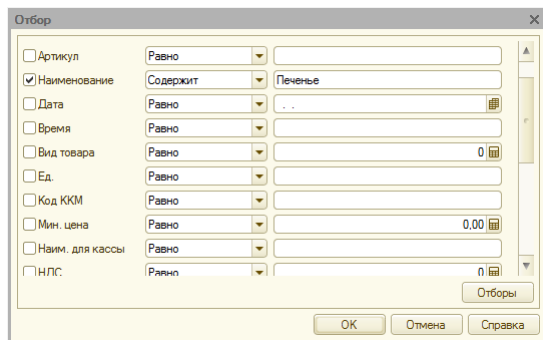 Отбор
Артикул Равно
Наименование Содержит Печенье
Дата Равно . .
Время Равно
Вид товара Равно 0
Ед. Равно
Код ККМ Равно
Мин. цена Равно 0,00
Наим. для кассы Равно
НДС Равно 0
Отборы
OK Отмена Справка